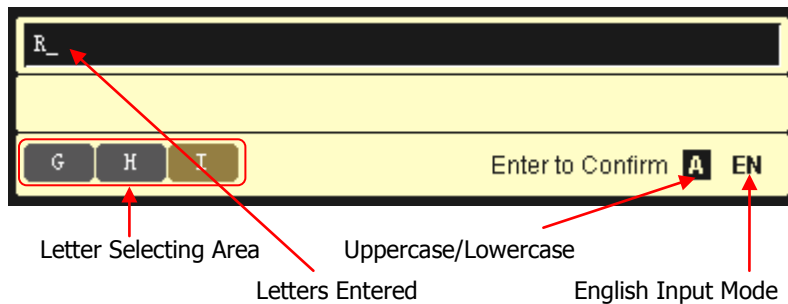 R_
G H I Enter to Confirm A EN
Letter Selecting Area Uppercase/Lowercase
Letters Entered English Input Mode